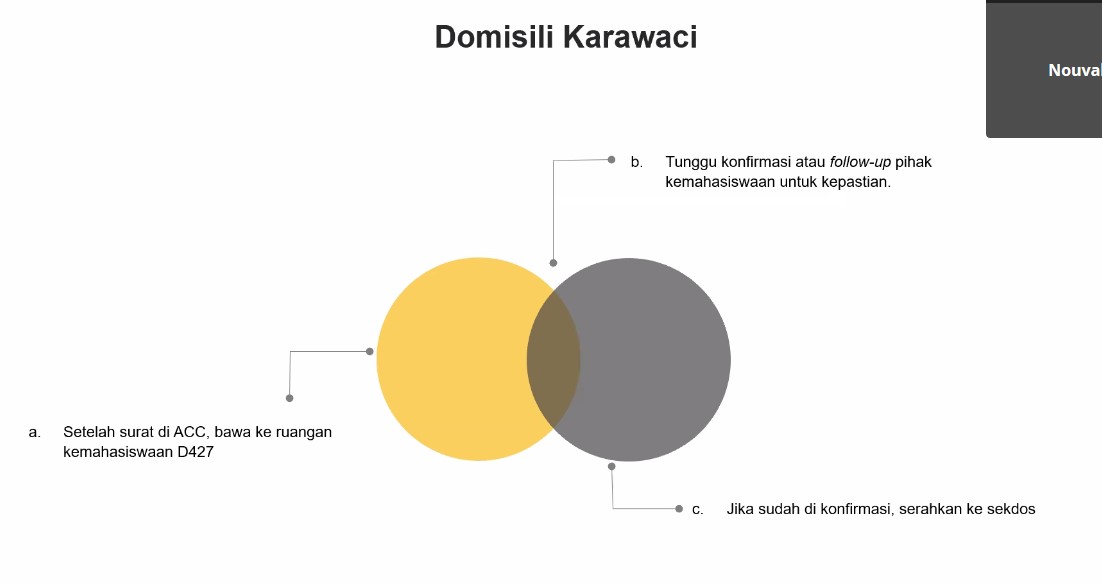 Domisili Karawaci
Nouval
b. Tunggu konfirmasi atau follow-up pihak
kemahasiswaan untuk kepastian.
a. Setelah surat di ACC, bawa ke ruangan
kemahasiswaan D427
c. Jika sudah di konfirmasi, serahkan ke sekdos